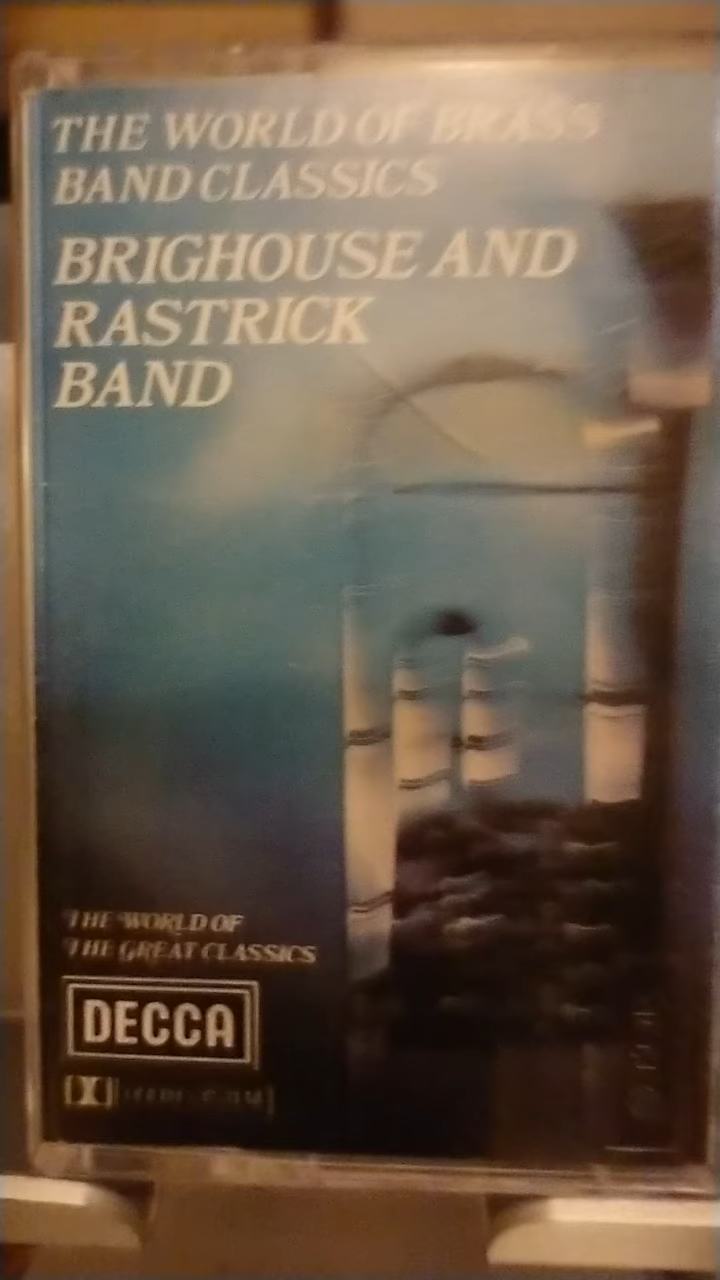 THE WORLD OF BRASS
BAND CLASSICS
BRIGHOUSE AND
RASTRICK
BAND
THE WORLD OF
THE GREAT CLASSICS
DECCA